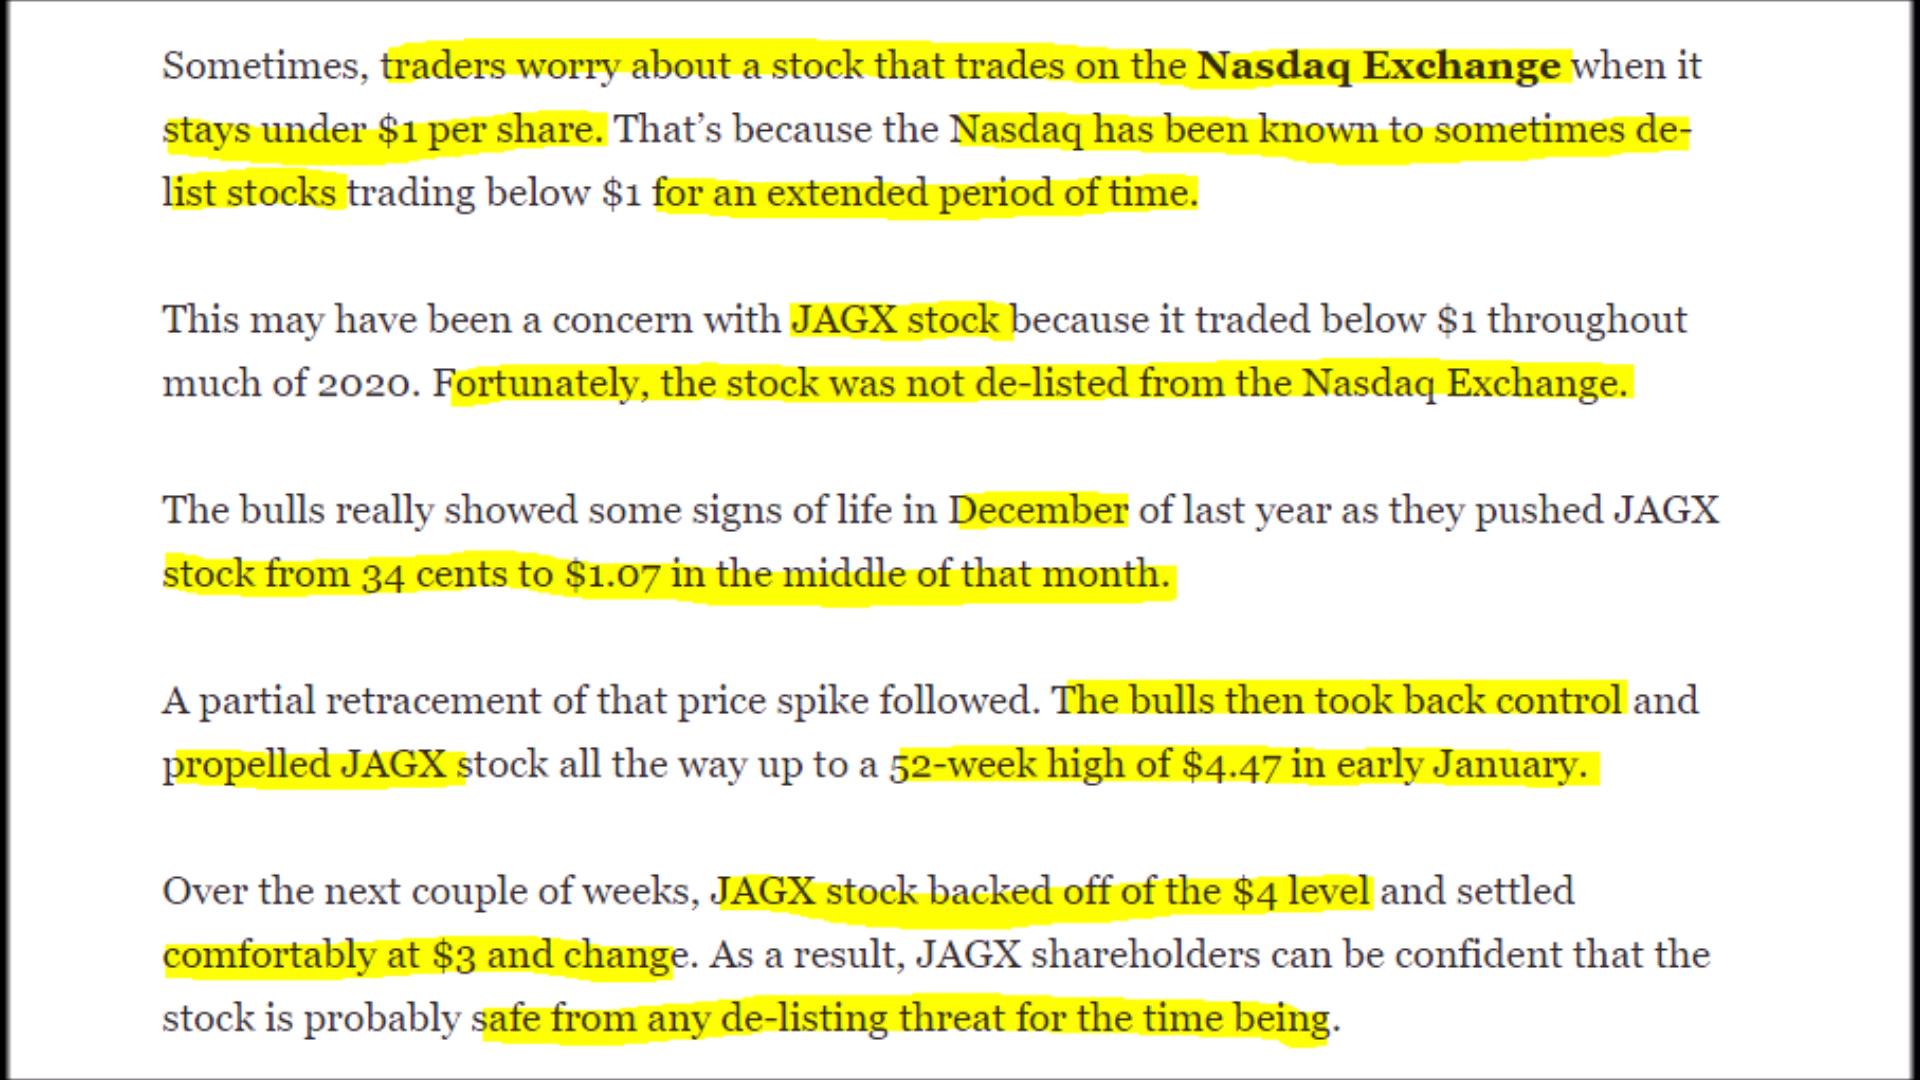 Sometimes, traders worry about a stock that trades on the Nasdaq Exchange when it
stays under $1 per share. That’s because the Nasdaq has been known to sometimes de-
list stocks trading below $1 for an extended period of time.
This may have been a concern with JAGX stock because it traded below $1 throughout
much of 2020. Fortunately, the stock was not de-listed from the Nasdaq Exchange.
The bulls really showed some signs of life in December of last year as they pushed JAGX
stock from 34 cents to $1.07 in the middle of that month.
A partial retracement of that price spike followed. The bulls then took back control and
propelled JAGX stock all the way up to a 52-week high of $4.47 in early January.
Over the next couple of weeks, JAGX stock backed off of the $4 level and settled
comfortably at $3 and change. As a result, JAGX shareholders can be confident that the
stock is probably safe from any de-listing threat for the time being.